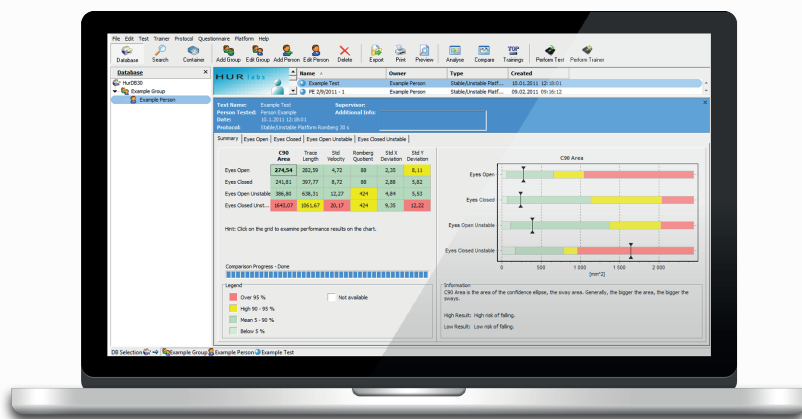 File Edit Test Trainer Protocol Questionnaire Platform Help
Database Search Container Add Group Edit Group Add Person Edit Person Delete Export Print Preview Analyse Compare Trainings Perform Test Perform Trainer
TOP
Database ×
HurDB30
Example Group
Example Person
HUR labs
Name Owner Type Created
Example Test Example Person Stable/Unstable Platf... 10.01.2011 12:18:01
PE 2/9/2011 - 1 Example Person Stable/Unstable Platf... 09.02.2011 09:16:12
Test Name: Example Test Supervisor:
Person Tested: Person Example Additional Info:
Date: 10.1.2011 12:18:01
Protocol: Stable/Unstable Platform Romberg 30 s
Summary Eyes Open Eyes Closed Eyes Open Unstable Eyes Closed Unstable
C90 Area Trace Length Std Velocity Romberg Quotient Std X Deviation Std Y Deviation
Eyes Open 274,54 282,59 4,72 88 2,35 8,11
Eyes Closed 241,81 397,77 6,72 88 2,88 5,82
Eyes Open Unstable 386,80 638,31 12,27 424 4,84 5,53
Eyes Closed Unst... 1643,07 1061,67 20,17 424 9,35 12,22
Hint: Click on the grid to examine performance results on the chart.
Comparison Progress - Done
Legend
Over 95 % Not available
High 90 - 95 %
Mean 5 - 90 %
Below 5 %
C90 Area
Eyes Open
Eyes Closed
Eyes Open Unstable
Eyes Closed Unstable
0 500 1 000 1 500 2 000
[mm^2]
Information
C90 Area is the area of the confidence ellipse, the sway area. Generally, the bigger the area, the bigger the
sways.
High Result: High risk of falling.
Low Result: Low risk of falling.
DB Selection Example Group Example Person Example Test